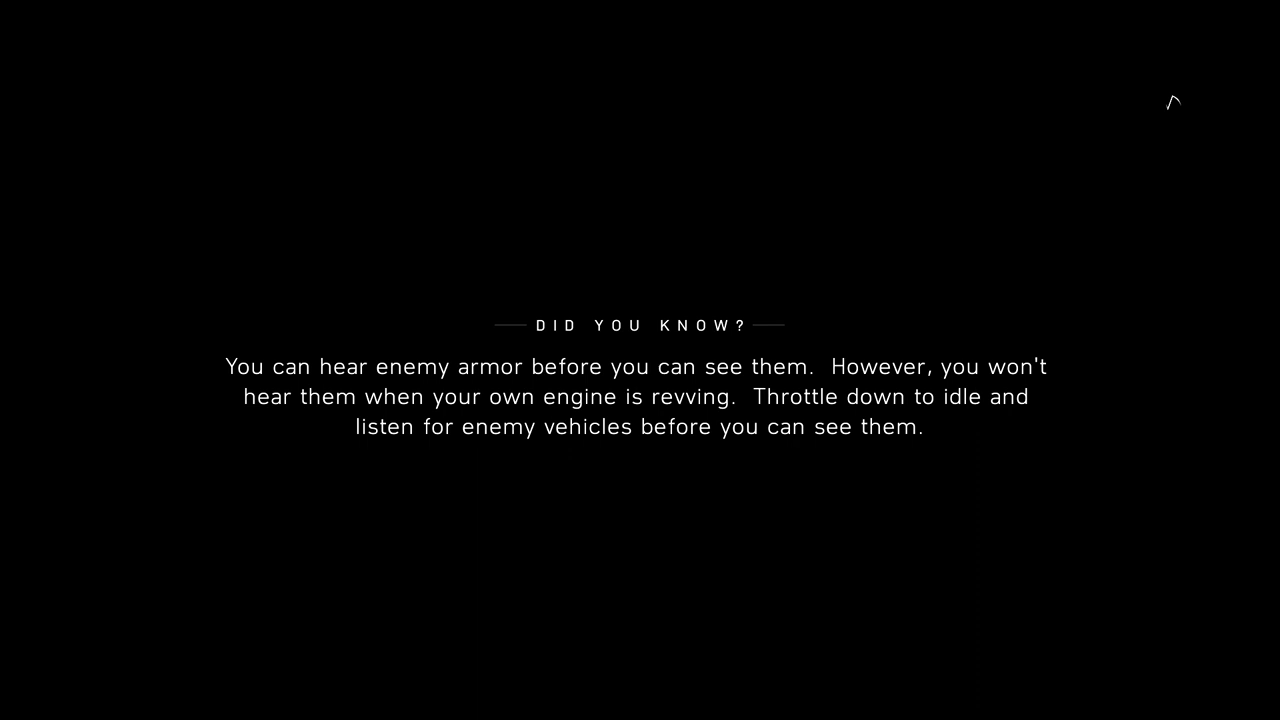 DID YOU KNOW?
You can hear enemy armor before you can see them.  However, you won't
hear them when your own engine is revving.  Throttle down to idle and
listen for enemy vehicles before you can see them.